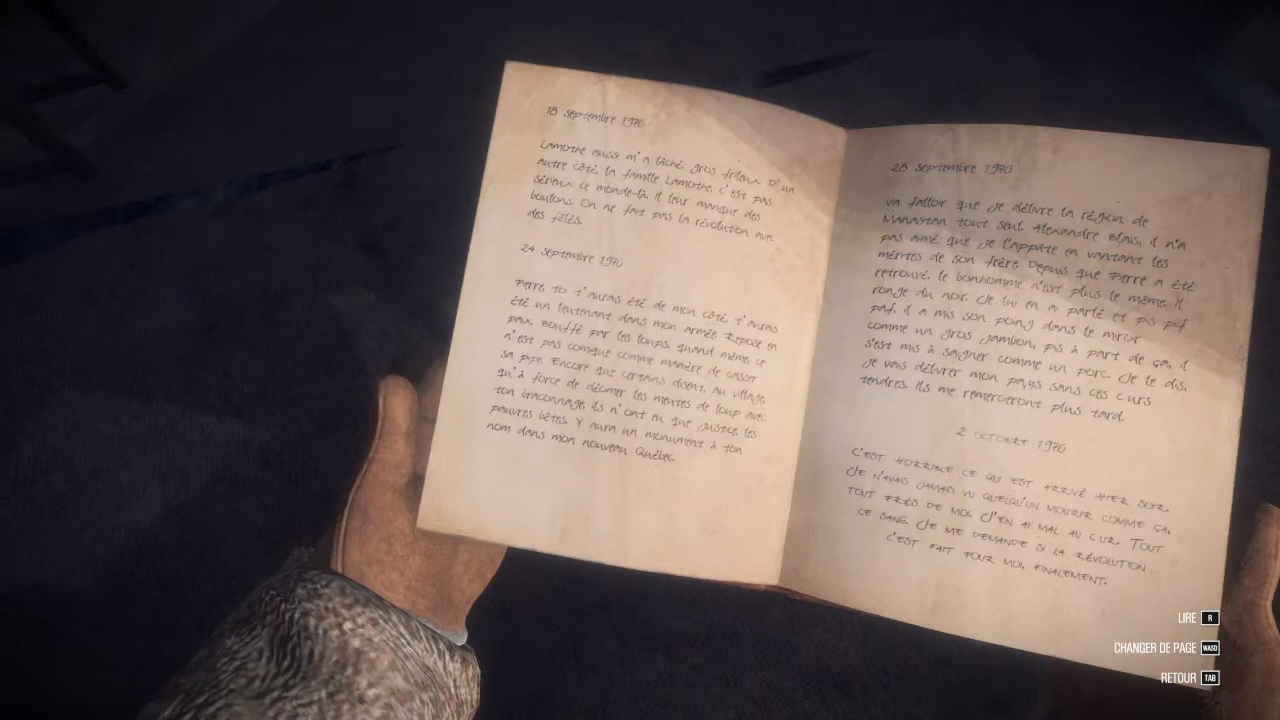 18 septembre 1970
Lamothe aussi m'a lâché, gros frileux. D'un
autre côté, la famille Lamothe, c'est pas
sérieux ce monde-là. Il leur manque des
boulons. On ne fait pas la révolution avec
des fêlés.
24 septembre 1970
Pierre, toi t'aurais été de mon côté, t'aurais
été un lieutenant dans mon armée. Repose en
paix. Bouffé par les loups, quand même, ce
n'est pas comique comme manière de casser
sa pipe. Encore que certains disent, au village,
qu'à force de décimer les meutes de loup avec
ton braconnage, ils n'ont eu que justice, les
pauvres bêtes. Y aura un monument à ton
nom dans mon nouveau Québec.
28 septembre 1970
va falloir que je délivre la région de
Manastan tout seul. Alexandre Blais, il n'a
pas aimé que je l'appâte en vantant les
mérites de son frère. Depuis que Pierre a été
retrouvé, le bonhomme n'est plus le même. Il
ronge du noir. Je lui en ai parlé et pis pif
paf, il a mis son poing dans le miroir
comme un gros jambon, pis à part de ça, il
s'est mis à saigner comme un porc. Je te dis,
je vais délivrer mon pays sans ces c urs
tendres. Ils me remercieront plus tard.
2 OCTOBRE 1970
C'EST HORRIBLE CE QUI EST ARRIVÉ HIER SOIR.
JE N'AVAIS JAMAIS VU QUELQU'UN MOURIR COMME ÇA,
TOUT PRÈS DE MOI. J'EN AI MAL AU C UR. TOUT
CE SANG. JE ME DEMANDE SI LA RÉVOLUTION
C'EST FAIT POUR MOI, FINALEMENT.
LIRE R
CHANGER DE PAGE WASD
RETOUR TAB